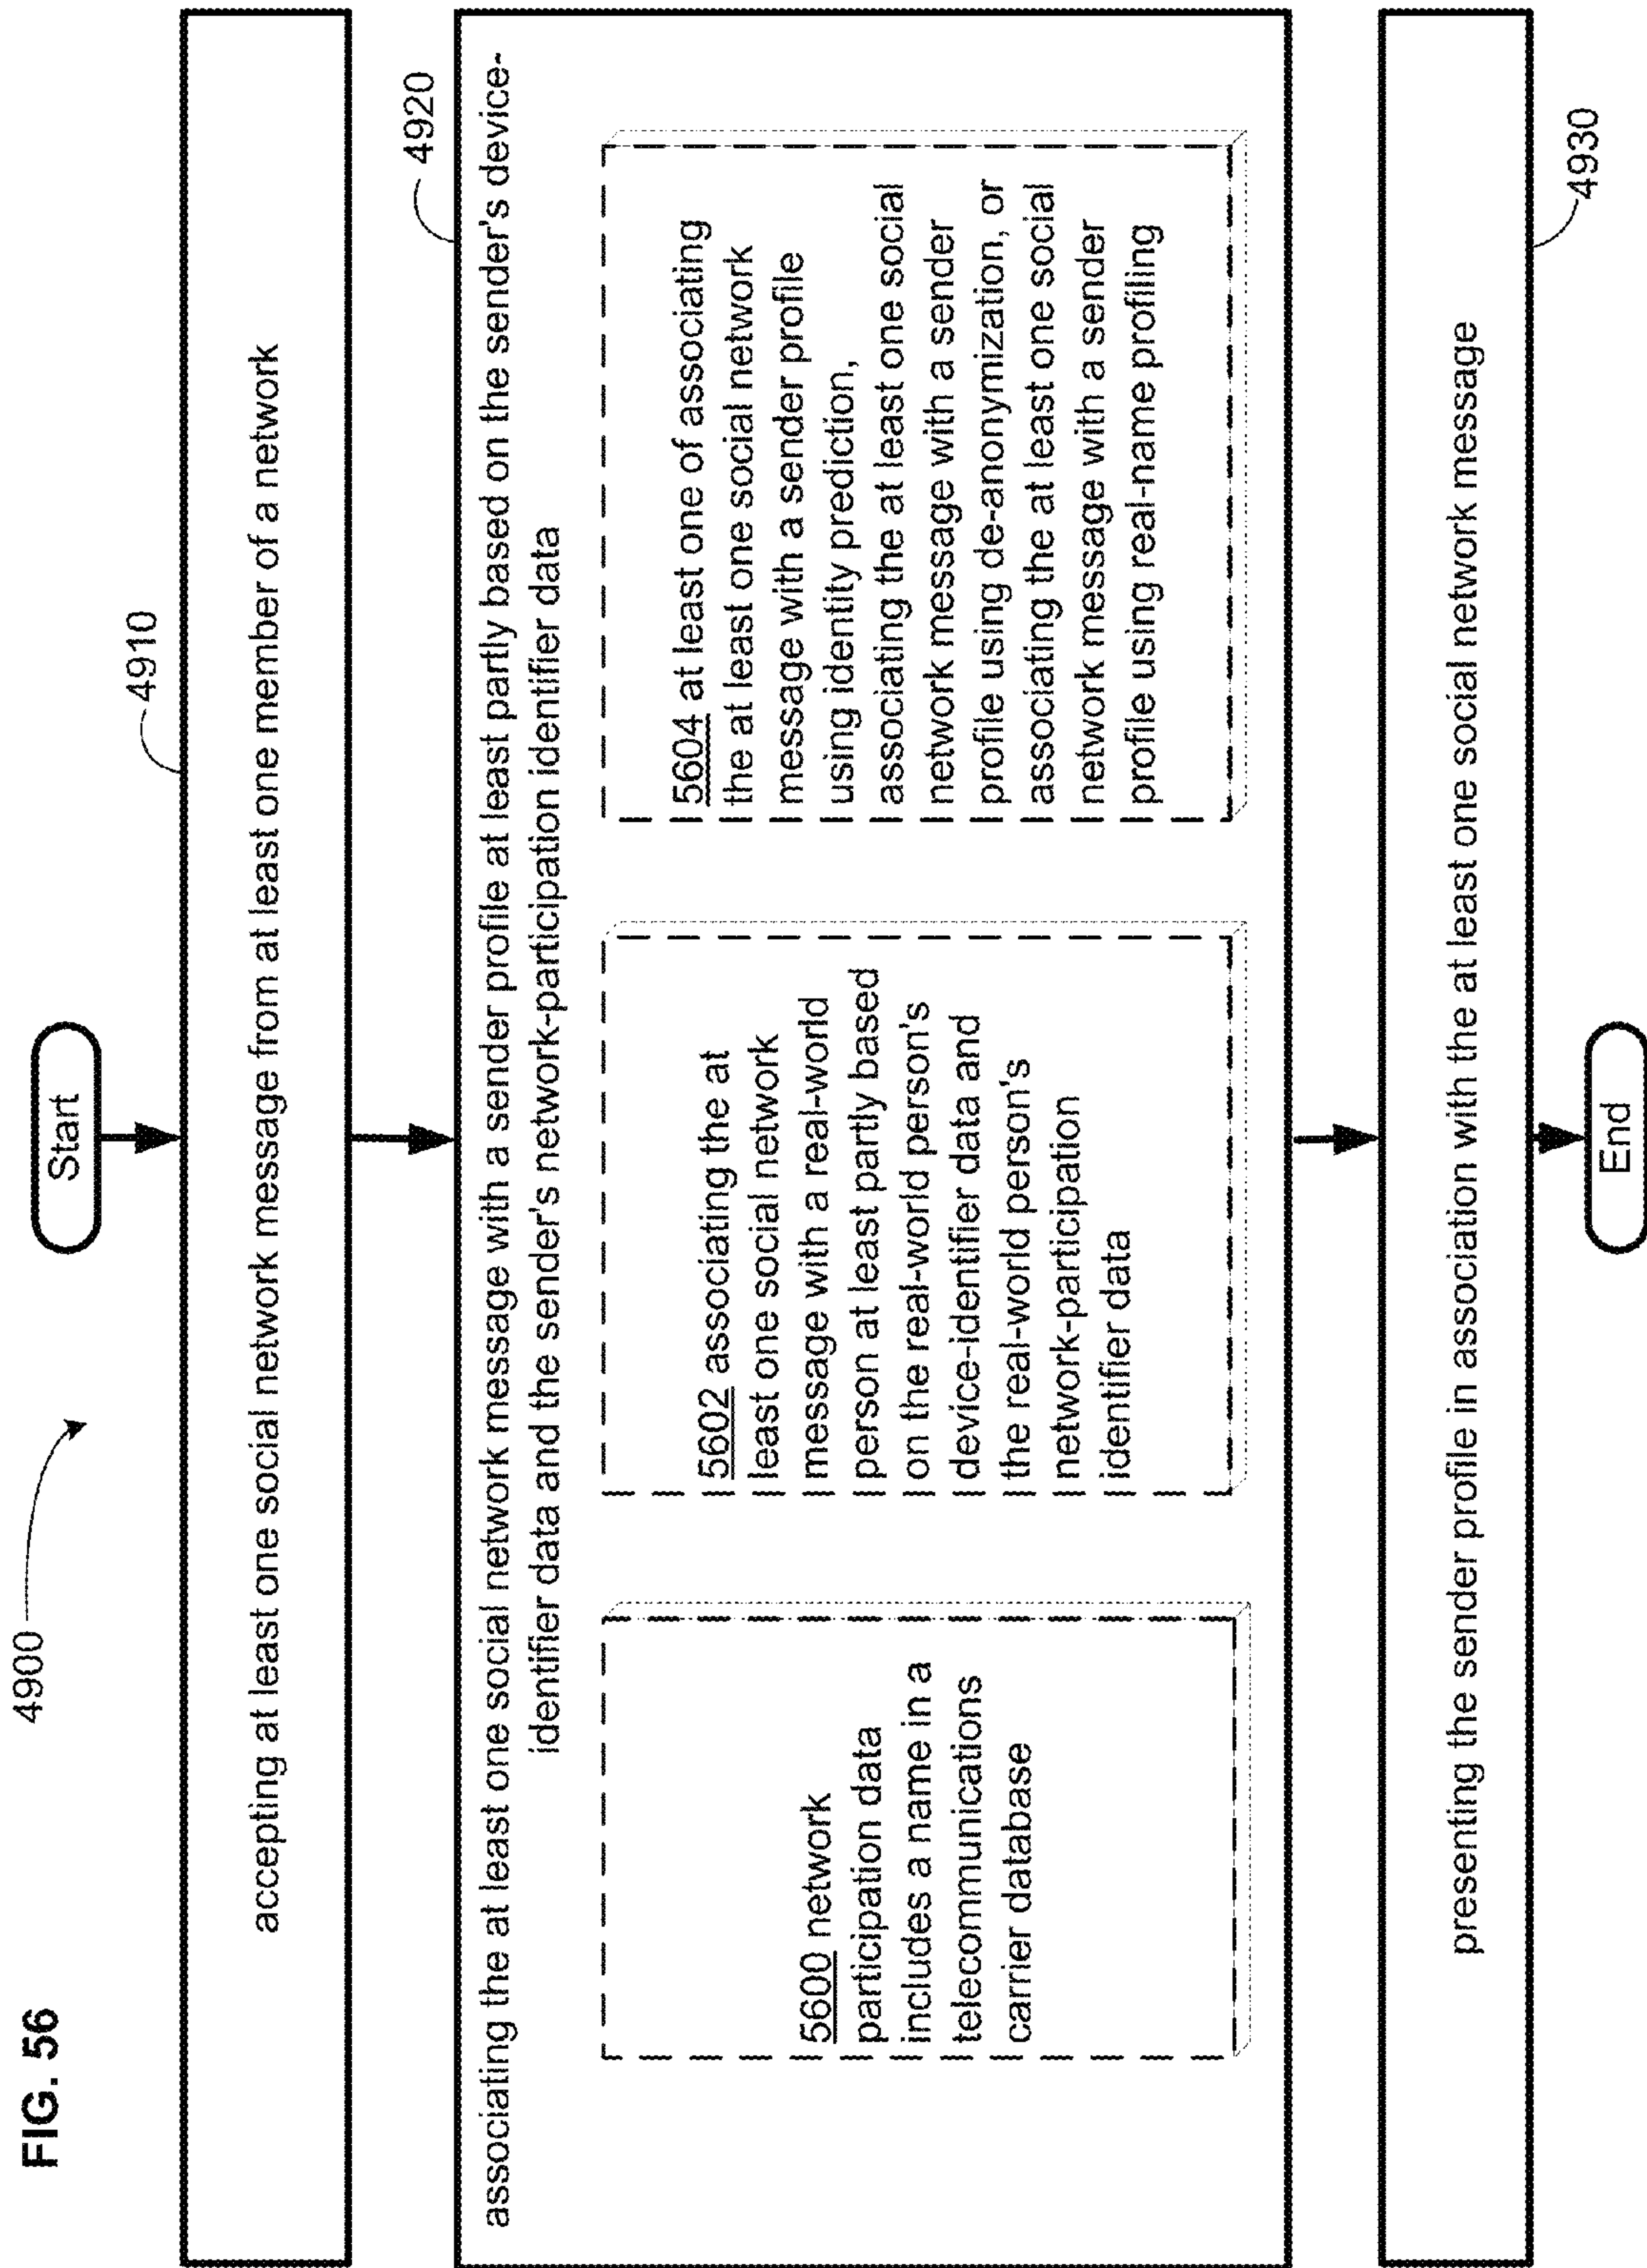 FIG. 56
4900
Start
4910
accepting at least one social network message from at least one member of a network
4920
associating the at least one social network message with a sender profile at least partly based on the sender's device-
identifier data and the sender's network-participation identifier data
5600 network
participation data
includes a name in a
telecommunications
carrier database
5602 associating the at
least one social network
message with a real-world
person at least partly based
on the real-world person's
device-identifier data and
the real-world person's
network-participation
identifier data
5604 at least one of associating
the at least one social network
message with a sender profile
using identity prediction,
associating the at least one social
network message with a sender
profile using de-anonymization, or
associating the at least one social
network message with a sender
profile using real-name profiling
presenting the sender profile in association with the at least one social network message
4930
End